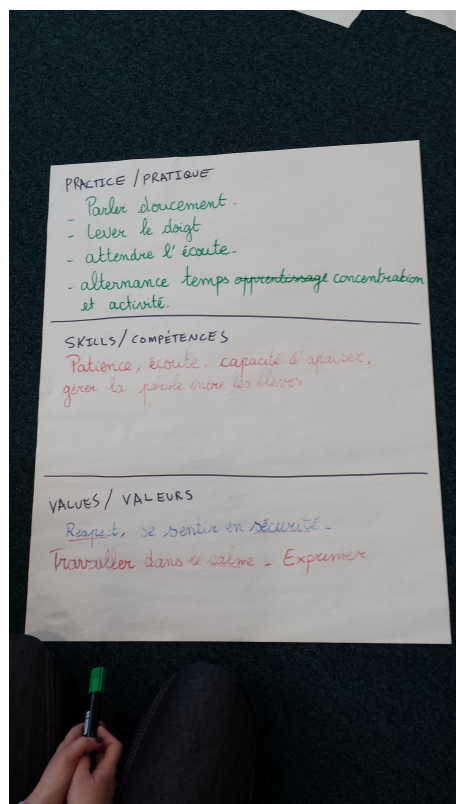 PRACTICE / PRATIQUE
- Parler doucement.
- Lever le doigt
- attendre l'écoute.
- alternance temps apprentissage concentration
et activité.
SKILLS / COMPÉTENCES
Patience, écoute, capacité d'apaiser,
gérer la parole entre les élèves
VALUES / VALEURS
Respect, se sentir en sécurité -
Travailler dans le calme - Exprimer